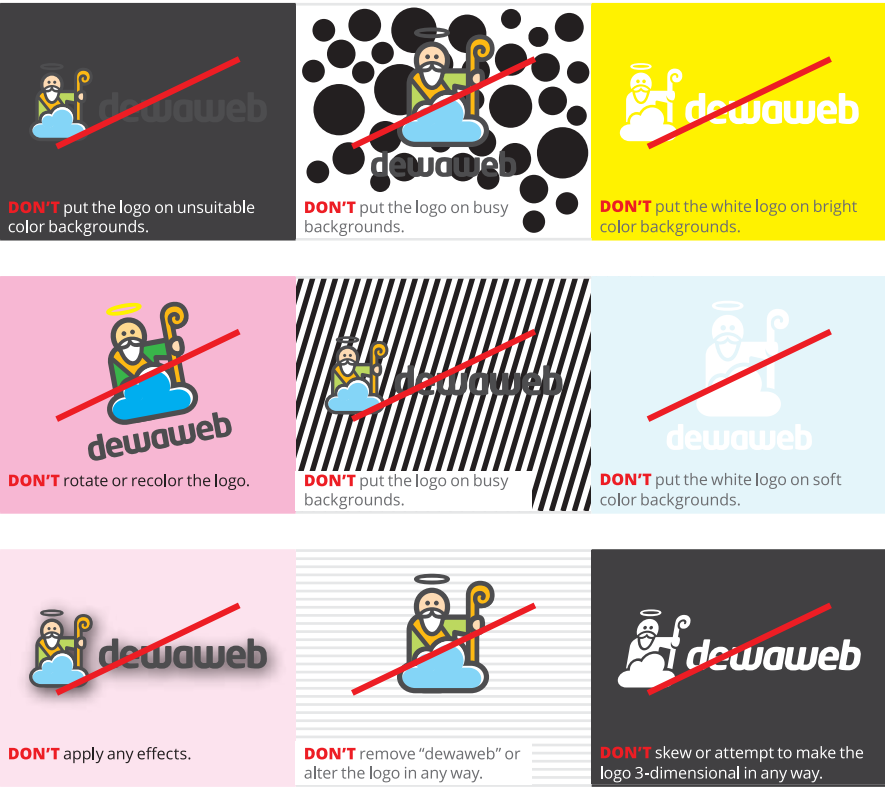 dewaweb
DON'T put the logo on unsuitable
color backgrounds.
dewaweb
DON'T put the logo on busy
backgrounds.
dewaweb
DON'T put the white logo on bright
color backgrounds.
dewaweb
DON'T rotate or recolor the logo.
dewaweb
DON'T put the logo on busy
backgrounds.
dewaweb
DON'T put the white logo on soft
color backgrounds.
dewaweb
DON'T apply any effects.
DON'T remove “dewaweb” or
alter the logo in any way.
dewaweb
DON'T skew or attempt to make the
logo 3-dimensional in any way.